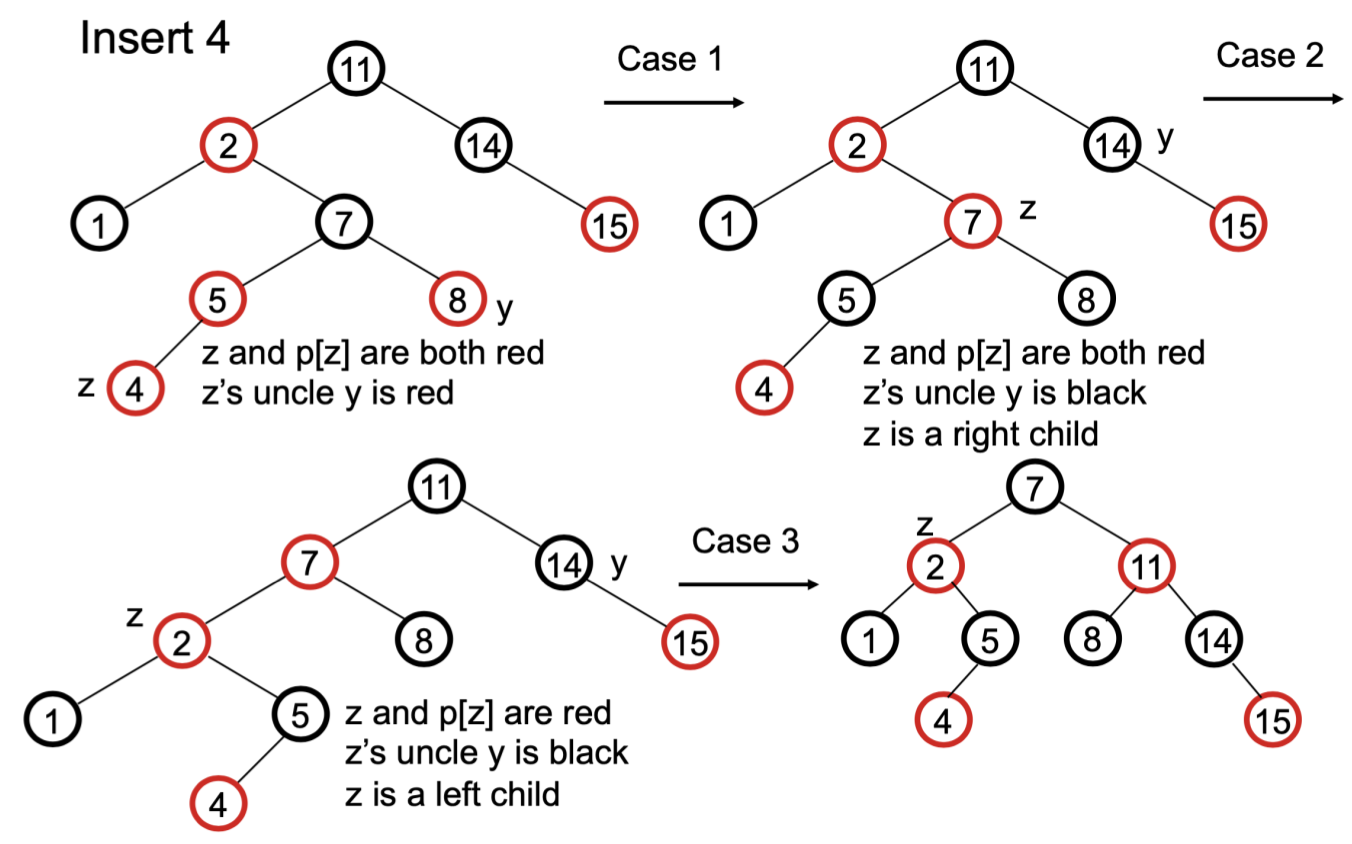 Insert 4
11
2
14
1
7
15
5
8
y
z
4
z and p[z] are both red
z's uncle y is red
Case 1
11
2
14
y
1
7
z
15
5
8
4
z and p[z] are both red
z's uncle y is black
z is a right child
Case 2
11
7
14
y
z
2
8
15
1
5
4
z and p[z] are red
z's uncle y is black
z is a left child
Case 3
7
z
2
11
1
5
8
14
4
15